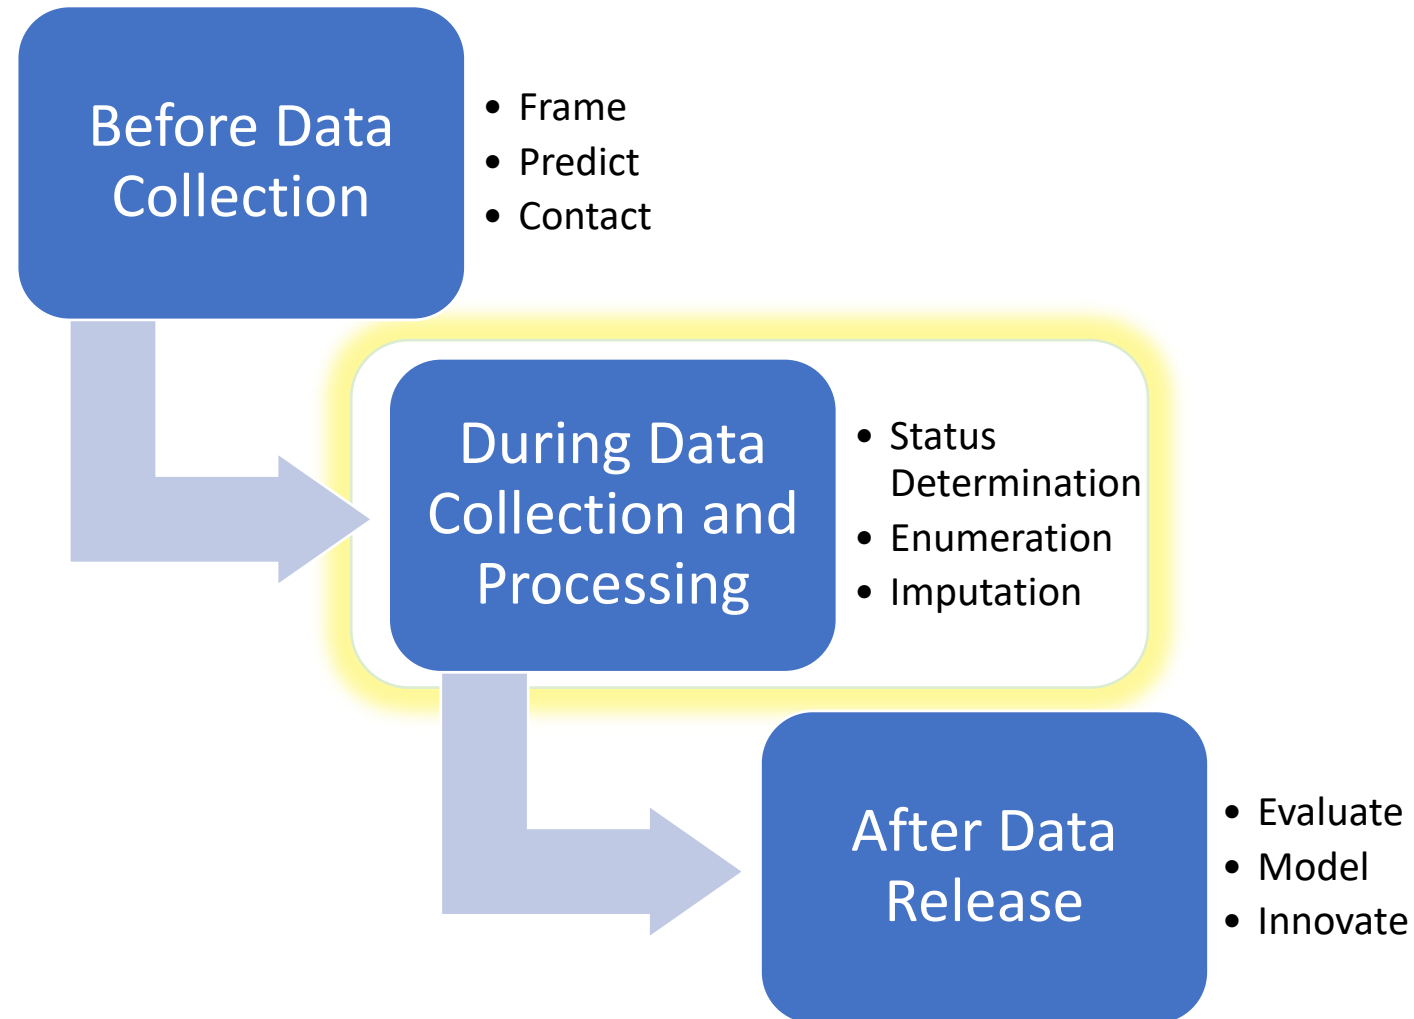 Before Data
Collection
• Frame
• Predict
• Contact
During Data
Collection and
Processing
• Status
Determination
• Enumeration
• Imputation
After Data
Release
• Evaluate
• Model
• Innovate